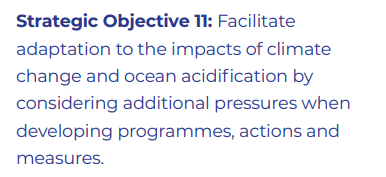 Strategic Objective 11: Facilitate
adaptation to the impacts of climate
change and ocean acidification by
considering additional pressures when
developing programmes, actions and
measures.